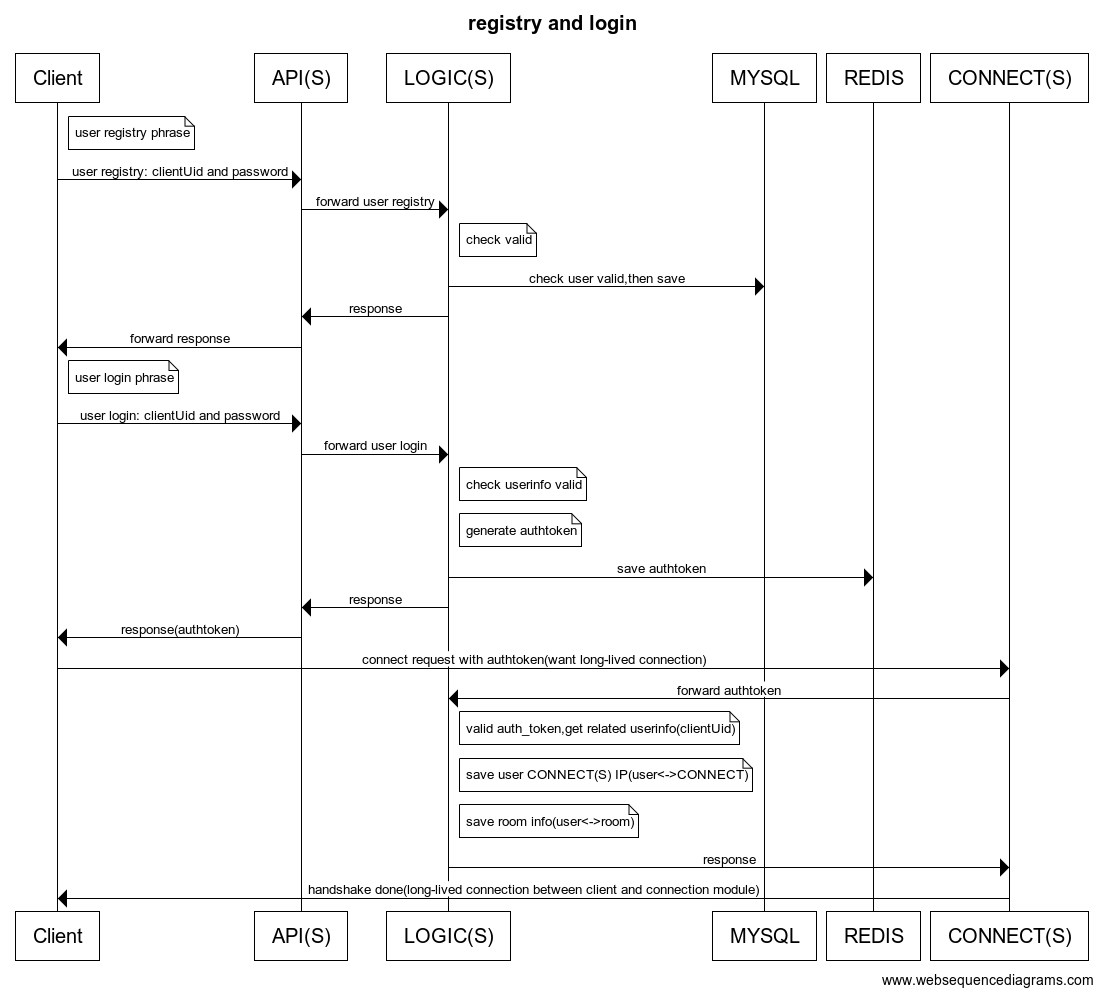 registry and login
Client API(S) LOGIC(S) MYSQL REDIS CONNECT(S)
user registry phrase
user registry: clientUid and password
forward user registry
check valid
check user valid,then save
response
forward response
user login phrase
user login: clientUid and password
forward user login
check userinfo valid
generate authtoken
save authtoken
response
response(authtoken)
connect request with authtoken(want long-lived connection)
forward authtoken
valid auth_token,get related userinfo(clientUid)
save user CONNECT(S) IP(user<->CONNECT)
save room info(user<->room)
response
handshake done(long-lived connection between client and connection module)
Client API(S) LOGIC(S) MYSQL REDIS CONNECT(S)
www.websequencediagrams.com